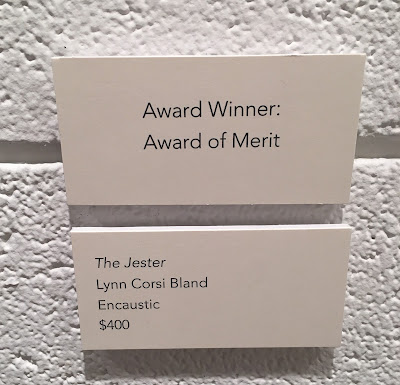 Award Winner:
Award of Merit
The Jester
Lynn Corsi Bland
Encaustic
$400